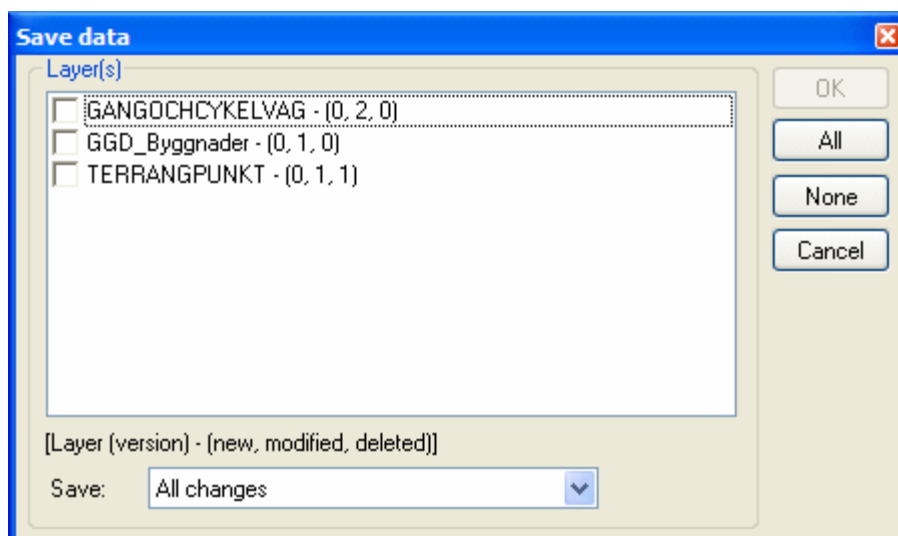 Save data
Layer(s)
GANGOCHCYKELVAG - (0, 2, 0)
GGD_Byggnader - (0, 1, 0)
TERRANGPUNKT - (0, 1, 1)
[Layer (version) - (new, modified, deleted)]
Save: All changes
OK
All
None
Cancel